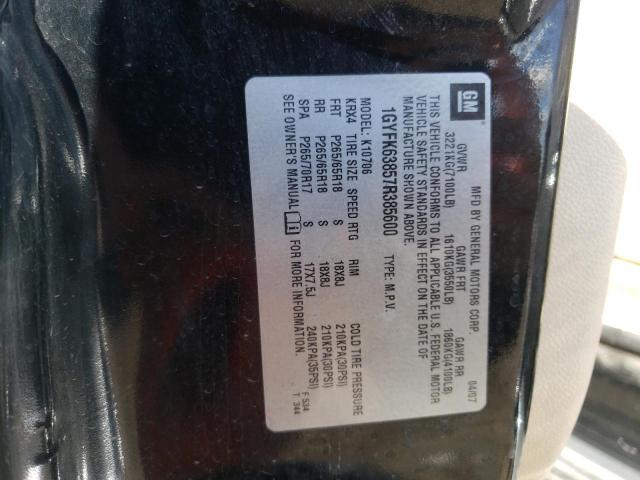 GM
MFD BY GENERAL MOTORS CORP. 04/07
GVWR GAWR FRT GAWR RR
3221KG(7100LB) 1610KG(3550LB) 1860KG(4100LB)
THIS VEHICLE CONFORMS TO ALL APPLICABLE U.S. FEDERAL MOTOR
VEHICLE SAFETY STANDARDS IN EFFECT ON THE DATE OF
MANUFACTURE SHOWN ABOVE.
1GYFK63857R385600 TYPE: M.P.V.
MODEL: K10706
KRX4 TIRE SIZE SPEED RTG RIM COLD TIRE PRESSURE
FRT P265/65R18 S 18X8J 210KPA(30PSI)
RR P265/65R18 S 18X8J 210KPA(30PSI)
SPA P265/70R17 S 17X7.5J 240KPA(35PSI)
SEE OWNER'S MANUAL i FOR MORE INFORMATION. F 534
T 344